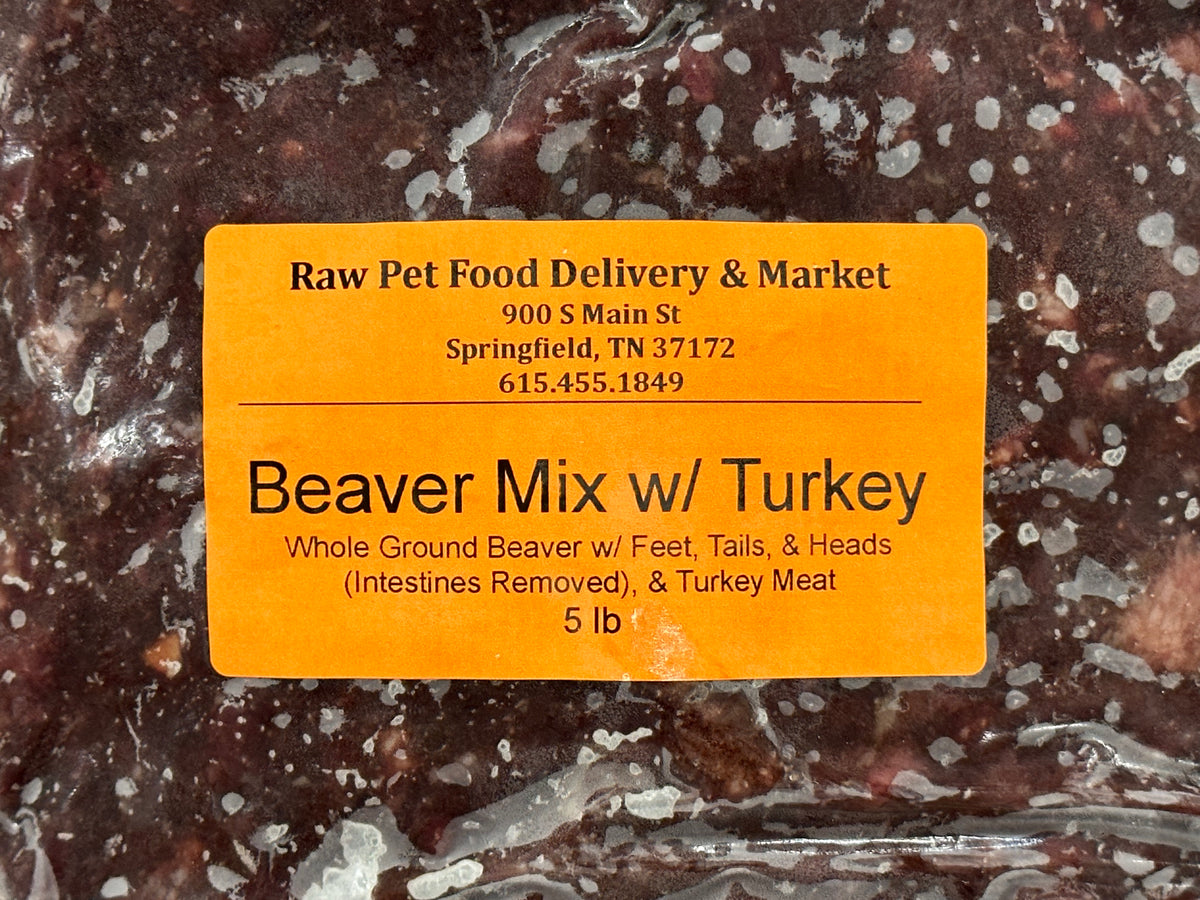 Raw Pet Food Delivery & Market
900 S Main St
Springfield, TN 37172
615.455.1849
Beaver Mix w/ Turkey
Whole Ground Beaver w/ Feet, Tails, & Heads
(Intestines Removed), & Turkey Meat
5 lb